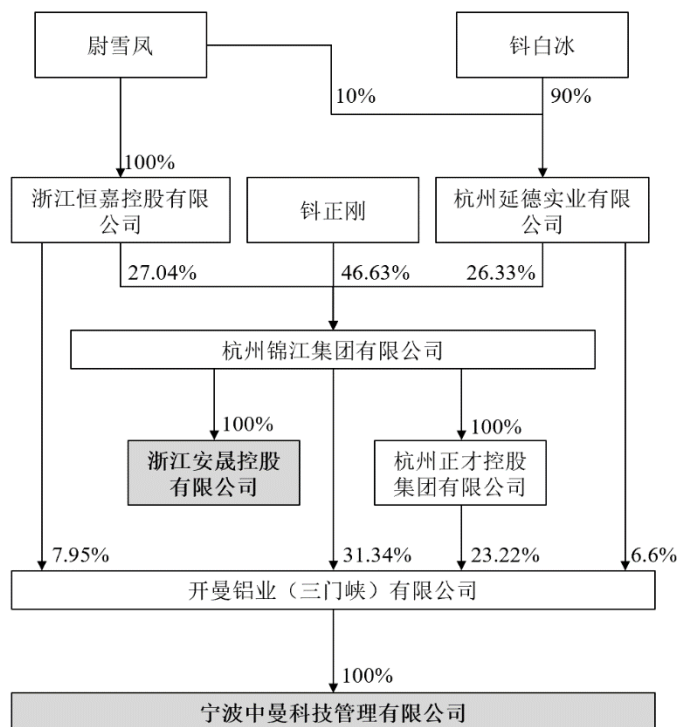 尉雪凤
钭白冰
10%
90%
100%
浙江恒嘉控股有限
公司
钭正刚
杭州延德实业有限
公司
27.04%
46.63%
26.33%
杭州锦江集团有限公司
100%
100%
浙江安晟控股
有限公司
杭州正才控股
集团有限公司
7.95%
31.34%
23.22%
6.6%
开曼铝业（三门峡）有限公司
100%
宁波中曼科技管理有限公司